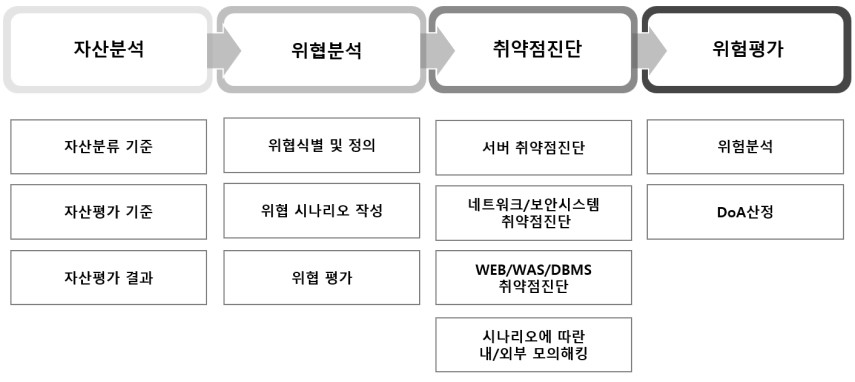 자산분석
위협분석
취약점진단
위험평가
자산분류 기준
위협식별 및 정의
서버 취약점진단
위험분석
자산평가 기준
위협 시나리오 작성
네트워크/보안시스템
취약점진단
DoA산정
자산평가 결과
위협 평가
WEB/WAS/DBMS
취약점진단
시나리오에 따란
내/외부 모의해킹